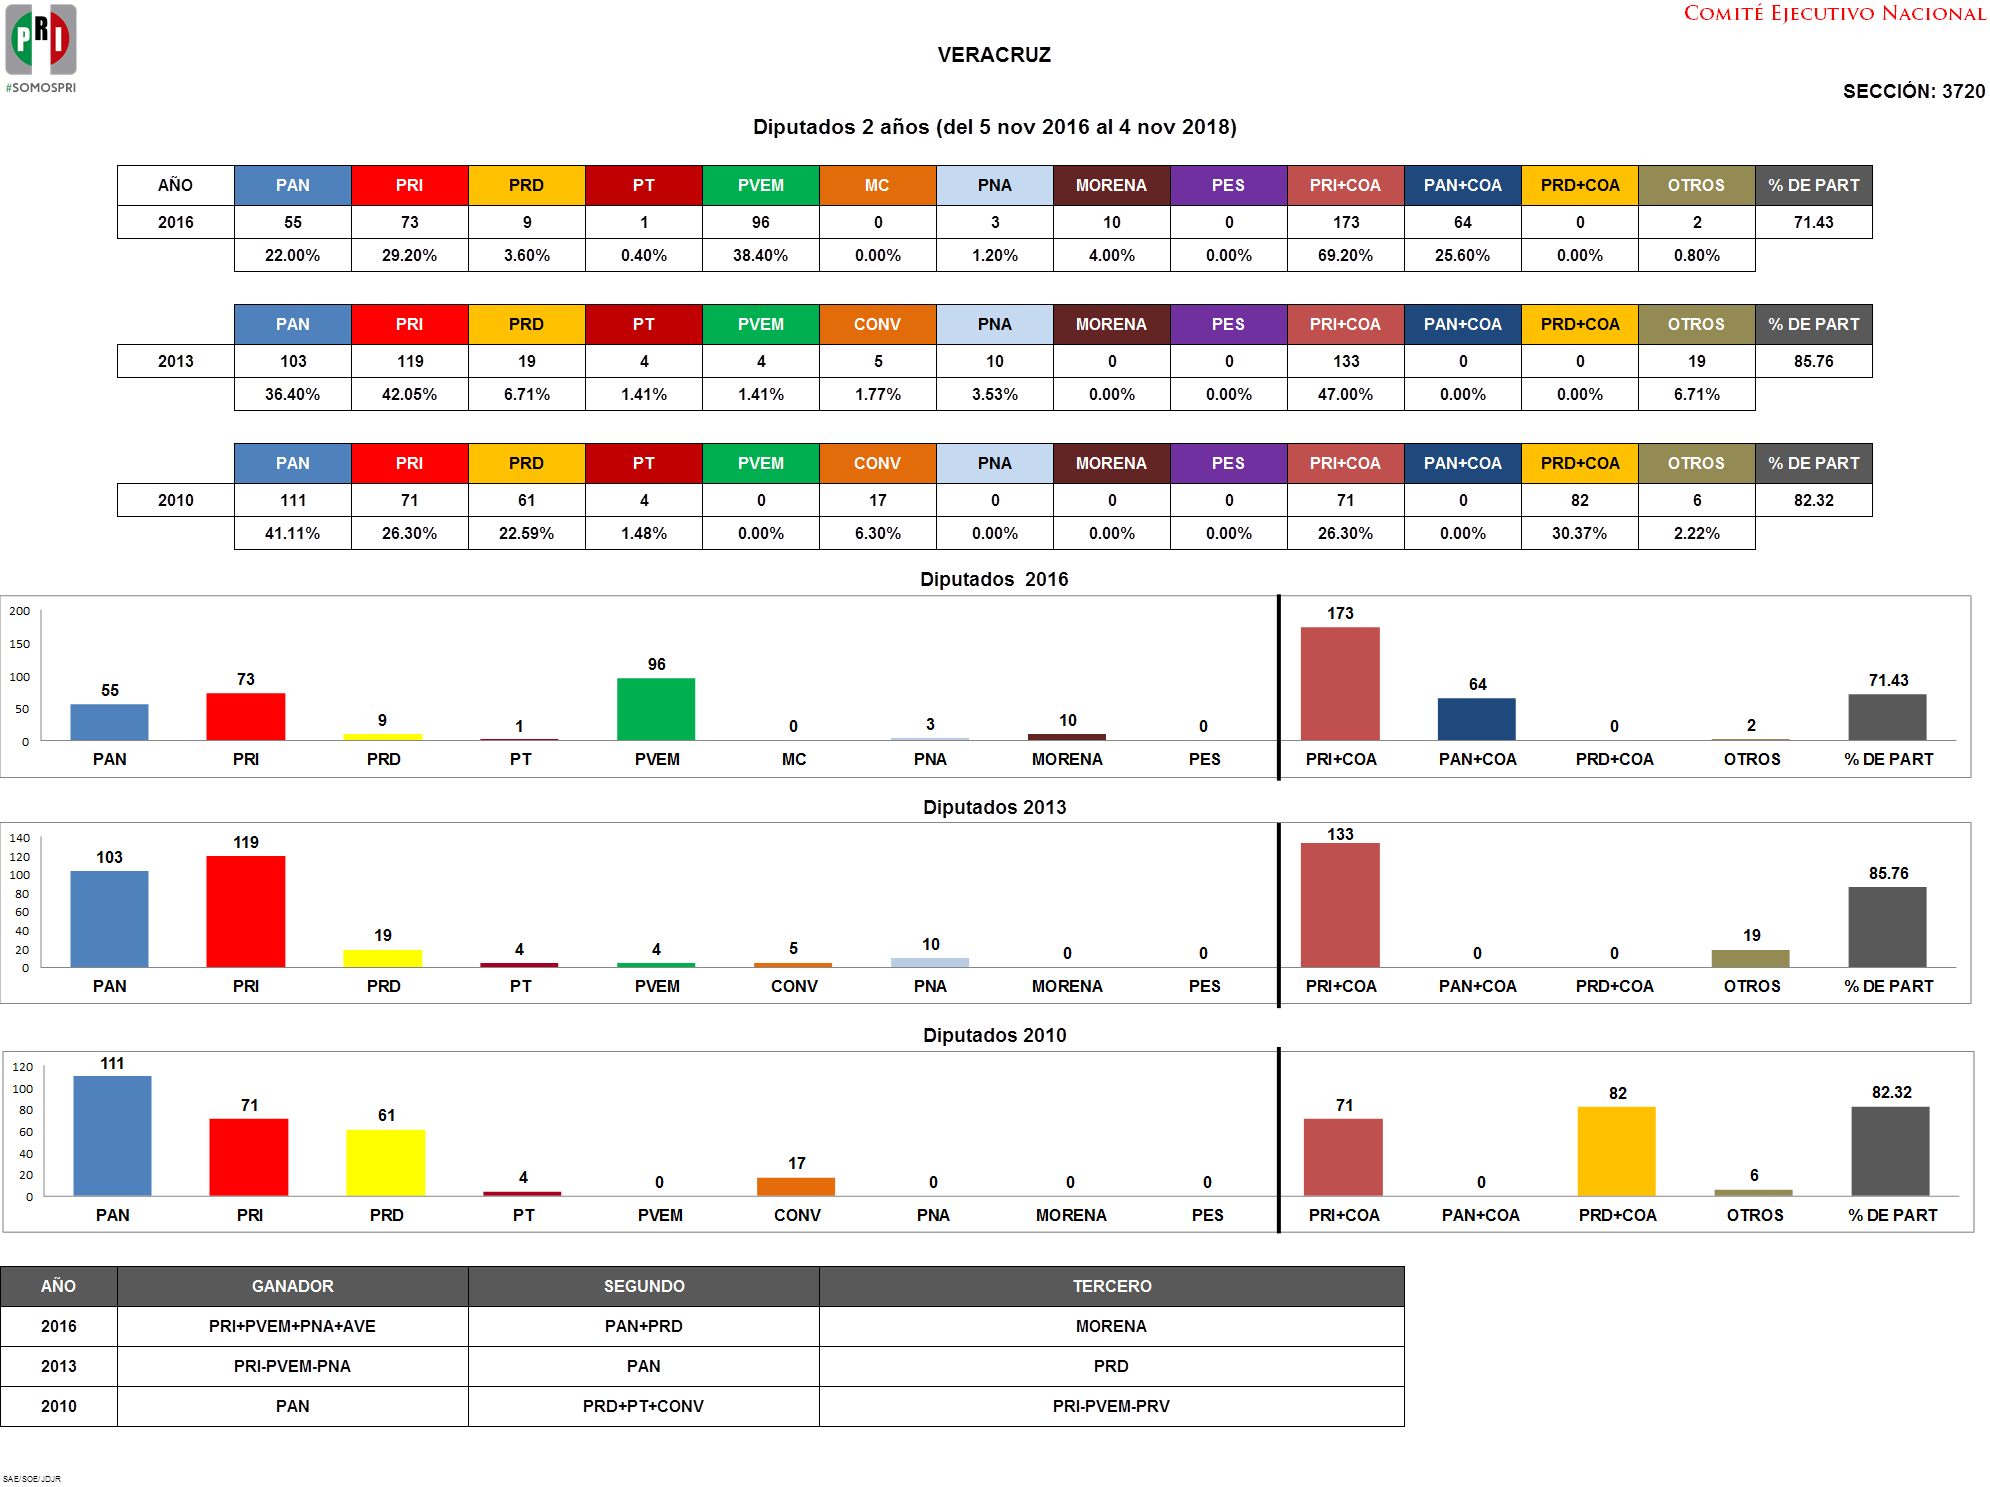 PRI
#SOMOSPRI
COMITÉ EJECUTIVO NACIONAL
VERACRUZ
SECCIÓN: 3720
Diputados 2 años (del 5 nov 2016 al 4 nov 2018)
AÑO PAN PRI PRD PT PVEM MC PNA MORENA PES PRI+COA PAN+COA PRD+COA OTROS % DE PART
2016 55 73 9 1 96 0 3 10 0 173 64 0 2 71.43
22.00% 29.20% 3.60% 0.40% 38.40% 0.00% 1.20% 4.00% 0.00% 69.20% 25.60% 0.00% 0.80%
PAN PRI PRD PT PVEM CONV PNA MORENA PES PRI+COA PAN+COA PRD+COA OTROS % DE PART
2013 103 119 19 4 4 5 10 0 0 133 0 0 19 85.76
36.40% 42.05% 6.71% 1.41% 1.41% 1.77% 3.53% 0.00% 0.00% 47.00% 0.00% 0.00% 6.71%
PAN PRI PRD PT PVEM CONV PNA MORENA PES PRI+COA PAN+COA PRD+COA OTROS % DE PART
2010 111 71 61 4 0 17 0 0 0 71 0 82 6 82.32
41.11% 26.30% 22.59% 1.48% 0.00% 6.30% 0.00% 0.00% 0.00% 26.30% 0.00% 30.37% 2.22%
Diputados 2016
200
150
100
50
0
55 73 9 1 96 0 3 10 0 173 64 0 2 71.43
PAN PRI PRD PT PVEM MC PNA MORENA PES PRI+COA PAN+COA PRD+COA OTROS % DE PART
Diputados 2013
140
120
100
80
60
40
20
0
103 119 19 4 4 5 10 0 0 133 0 0 19 85.76
PAN PRI PRD PT PVEM CONV PNA MORENA PES PRI+COA PAN+COA PRD+COA OTROS % DE PART
Diputados 2010
120
100
80
60
40
20
0
111 71 61 4 0 17 0 0 0 71 0 82 6 82.32
PAN PRI PRD PT PVEM CONV PNA MORENA PES PRI+COA PAN+COA PRD+COA OTROS % DE PART
AÑO GANADOR SEGUNDO TERCERO
2016 PRI+PVEM+PNA+AVE PAN+PRD MORENA
2013 PRI-PVEM-PNA PAN PRD
2010 PAN PRD+PT+CONV PRI-PVEM-PRV
SAE/SOE/JDJR